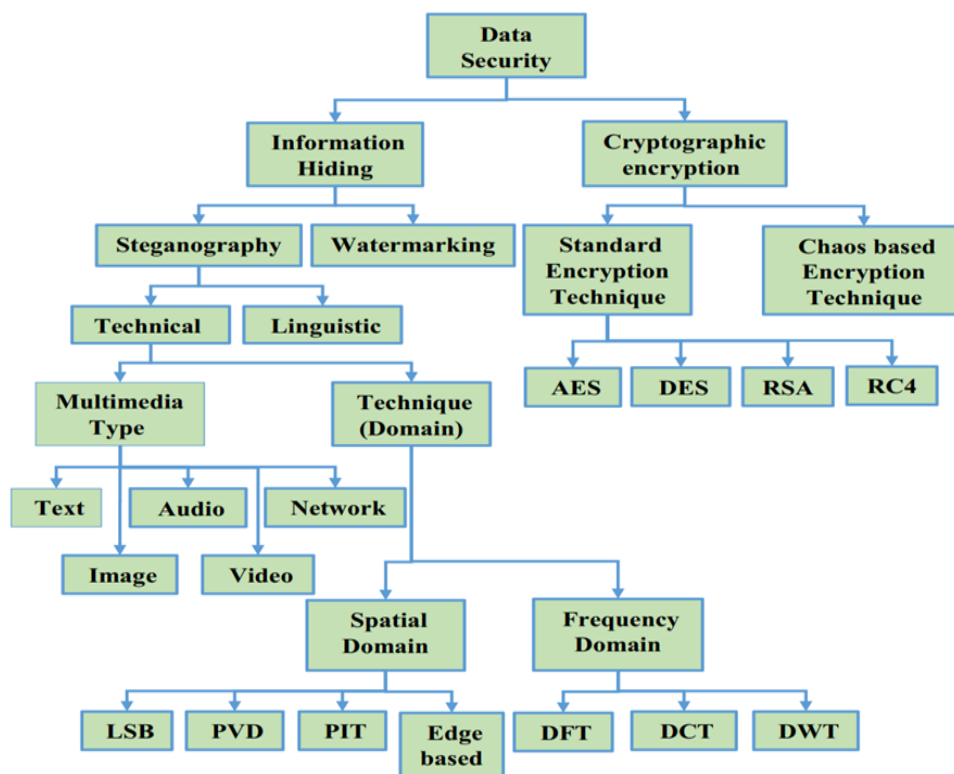 Data
Security
Information
Hiding
Cryptographic
encryption
Steganography
Watermarking
Standard
Encryption
Technique
Chaos based
Encryption
Technique
Technical
Linguistic
AES
DES
RSA
RC4
Multimedia
Type
Technique
(Domain)
Text
Audio
Network
Image
Video
Spatial
Domain
Frequency
Domain
LSB
PVD
PIT
Edge
based
DFT
DCT
DWT